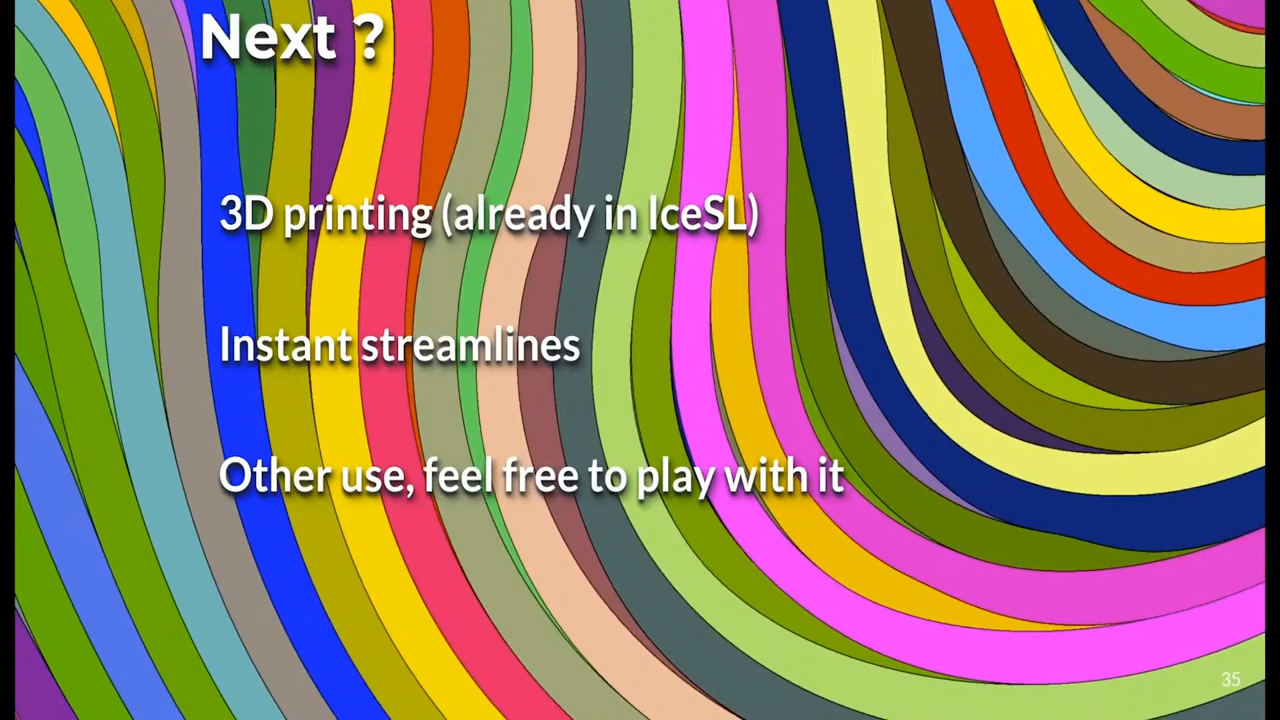 Next ?
3D printing (already in IceSL)
Instant streamlines
Other use, feel free to play with it
35